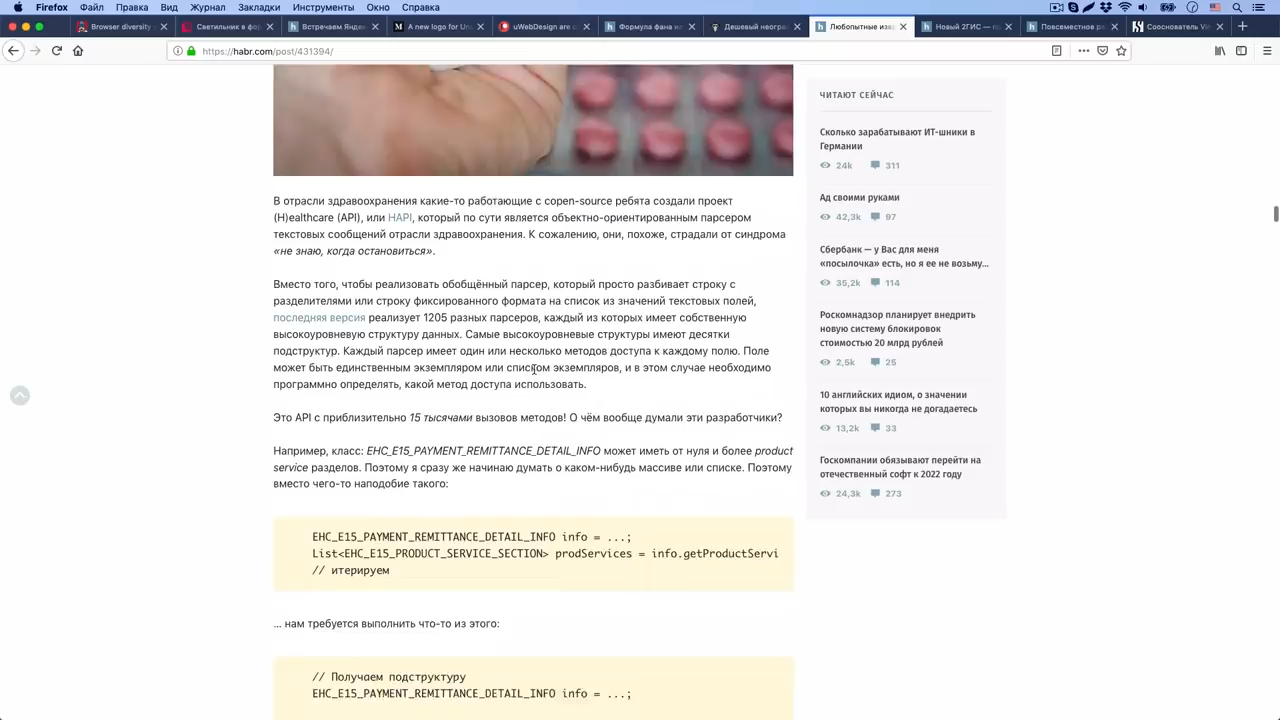 Firefox Файл Правка Вид Журнал Закладки Инструменты Окно Справка
Browser diversity Светильник в фор Встречаем Яндек A new logo for Un uWebDesign are c Формула фана ил Дешевый неогра Любопытные изв Новый 2ГИС — п Повсеместное ре Сооснователь Vin
https://habr.com/post/431394/
В отрасли здравоохранения какие-то работающие с copen-source ребята создали проект
(H)ealthcare (API), или HAPI, который по сути является объектно-ориентированным парсером
текстовых сообщений отрасли здравоохранения. К сожалению, они, похоже, страдали от синдрома
«не знаю, когда остановиться».
Вместо того, чтобы реализовать обобщённый парсер, который просто разбивает строку с
разделителями или строку фиксированного формата на список из значений текстовых полей,
последняя версия реализует 1205 разных парсеров, каждый из которых имеет собственную
высокоуровневую структуру данных. Самые высокоуровневые структуры имеют десятки
подструктур. Каждый парсер имеет один или несколько методов доступа к каждому полю. Поле
может быть единственным экземпляром или списком экземпляров, и в этом случае необходимо
программно определять, какой метод доступа использовать.
Это API с приблизительно 15 тысячами вызовов методов! О чём вообще думали эти разработчики?
Например, класс: EHC_E15_PAYMENT_REMITTANCE_DETAIL_INFO может иметь от нуля и более product
service разделов. Поэтому я сразу же начинаю думать о каком-нибудь массиве или списке. Поэтому
вместо чего-то наподобие такого:
EHC_E15_PAYMENT_REMITTANCE_DETAIL_INFO info = ...;
List<EHC_E15_PRODUCT_SERVICE_SECTION> prodServices = info.getProductServi
// итерируем
... нам требуется выполнить что-то из этого:
// Получаем подструктуру
EHC_E15_PAYMENT_REMITTANCE_DETAIL_INFO info = ...;
ЧИТАЮТ СЕЙЧАС
Сколько зарабатывают ИТ-шники в
Германии
24k 311
Ад своими руками
42,3k 97
Сбербанк — у Вас для меня
«посылочка» есть, но я ее не возьму...
35,2k 114
Роскомнадзор планирует внедрить
новую систему блокировок
стоимостью 20 млрд рублей
2,5k 25
10 английских идиом, о значении
которых вы никогда не догадаетесь
13,2k 33
Госкомпании обязывают перейти на
отечественный софт к 2022 году
24,3k 273